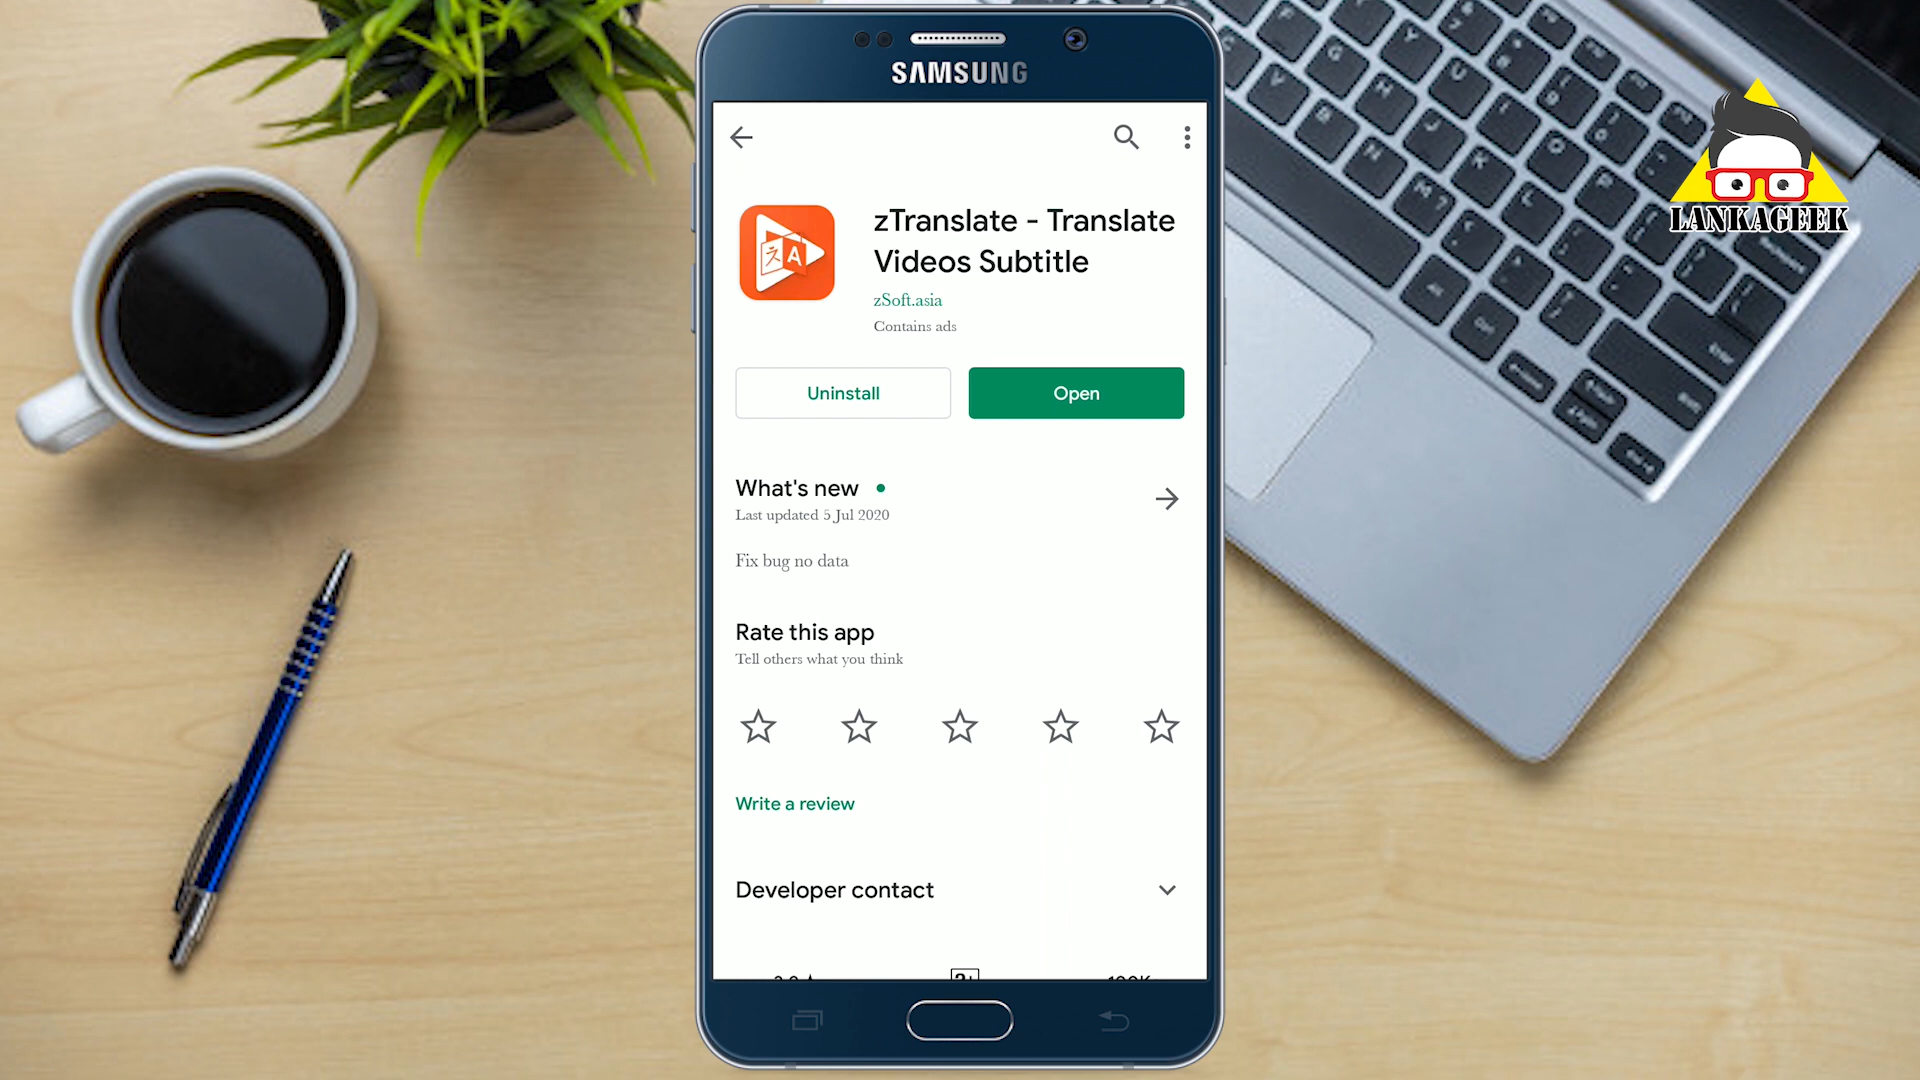 SAMSUNG
zTranslate - Translate
Videos Subtitle
zSoft.asia
Contains ads
Uninstall
Open
What's new
Last updated 5 Jul 2020
Fix bug no data
Rate this app
Tell others what you think
Write a review
Developer contact
LANKAGEEK